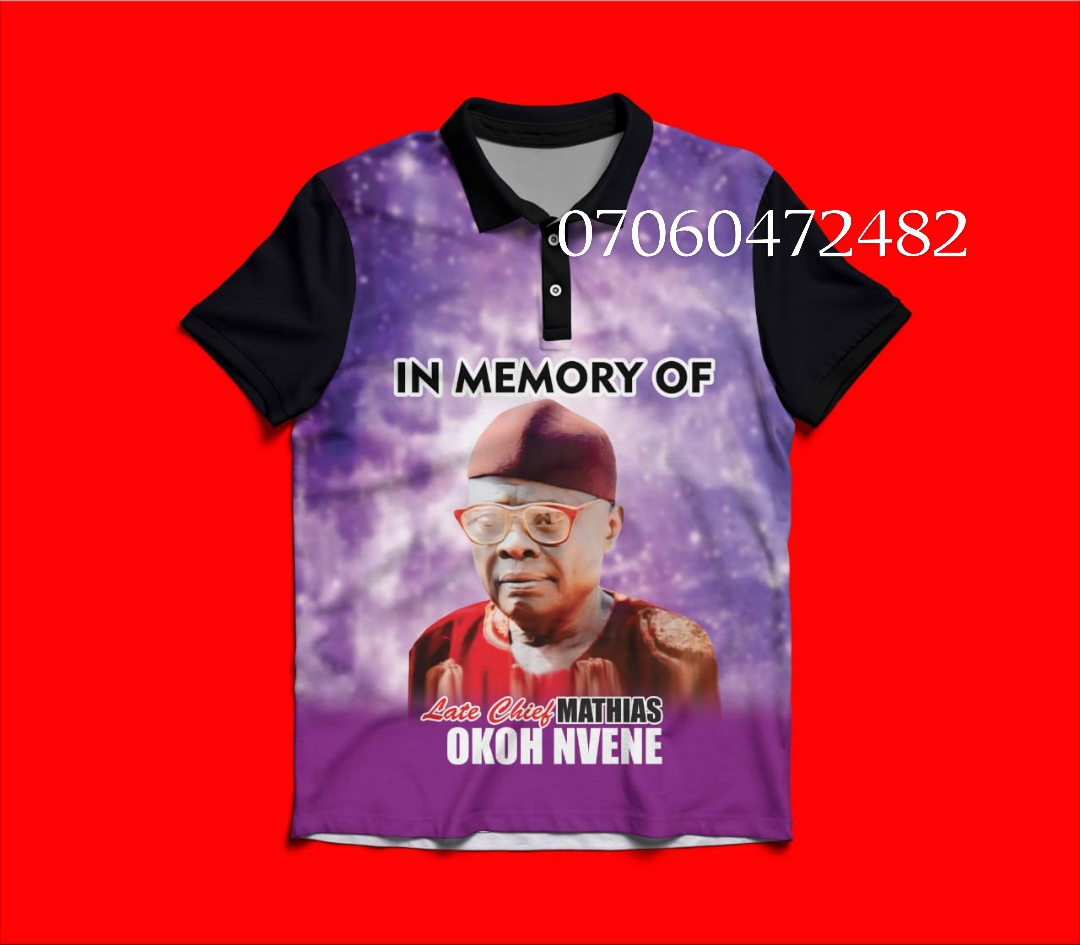 07060472482
IN MEMORY OF
Late Chief MATHIAS
OKOH NVENE